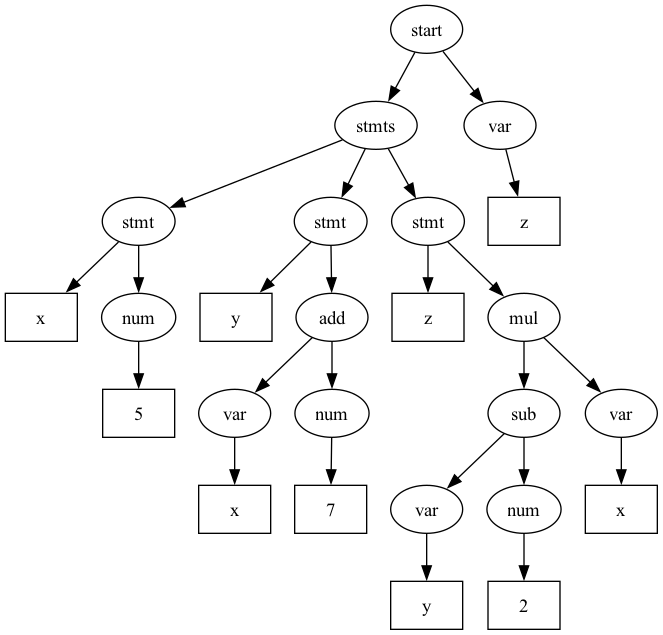 start
stmts var
stmt stmt stmt z
x num y add z mul
5 var num sub var
x 7 var num x
y 2